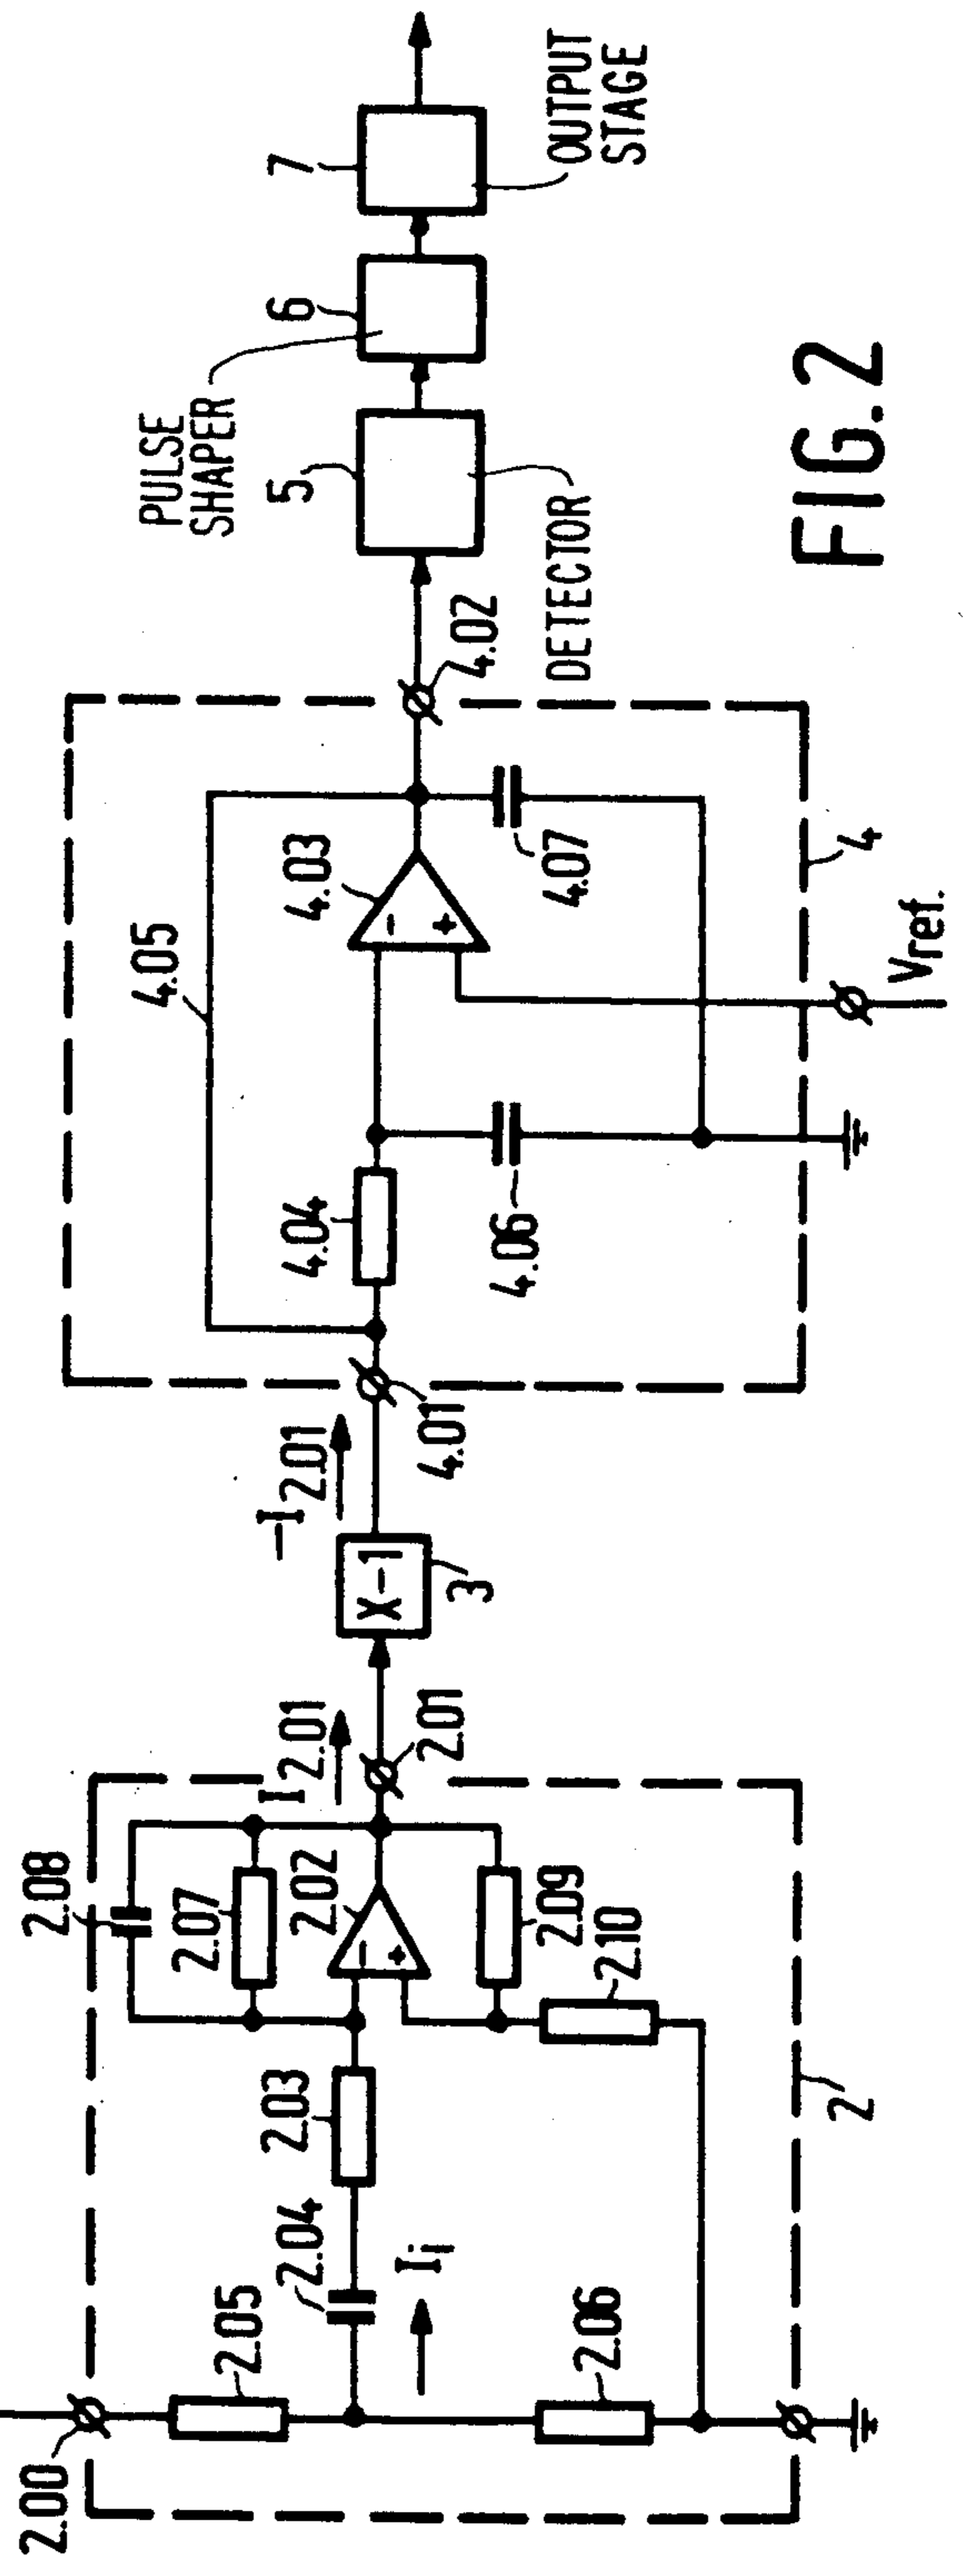 2.00
2.05
2.06
2.04
Ii
2.03
2.08
2.07
2.02
−
+
2.09
2.10
2
I2.01
2.01
X-1
3
-I2.01
4.01
4.04
4.06
4.05
4.03
−
+
4.07
4
Vref.
4.02
5
DETECTOR
PULSE
SHAPER
6
7
OUTPUT
STAGE
FIG. 2